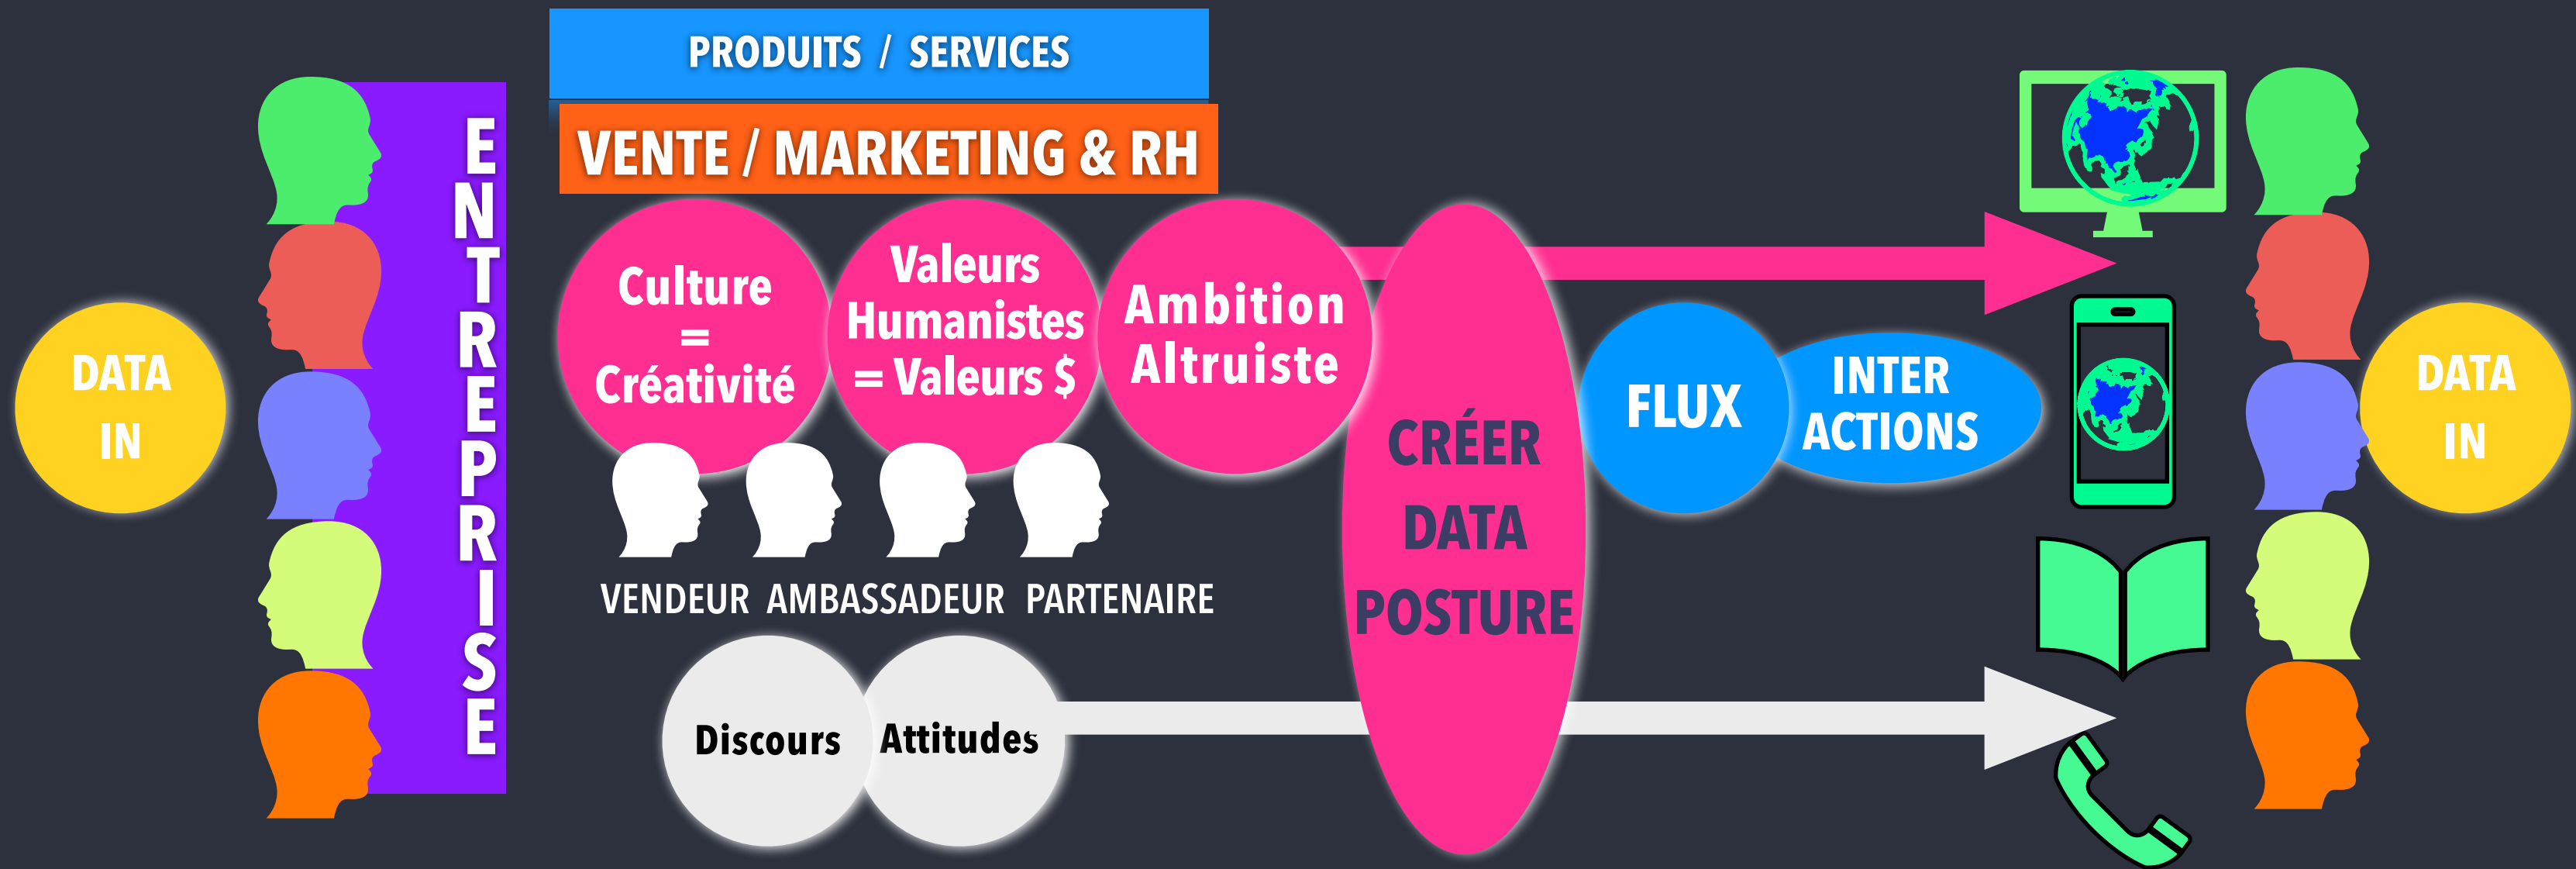 DATA
IN
ENTREPRISE
PRODUITS / SERVICES
VENTE / MARKETING & RH
Culture
=
Créativité
Valeurs
Humanistes
= Valeurs $
Ambition
Altruiste
VENDEUR AMBASSADEUR PARTENAIRE
Discours
Attitudes
CRÉER
DATA
POSTURE
FLUX
INTER
ACTIONS
DATA
IN